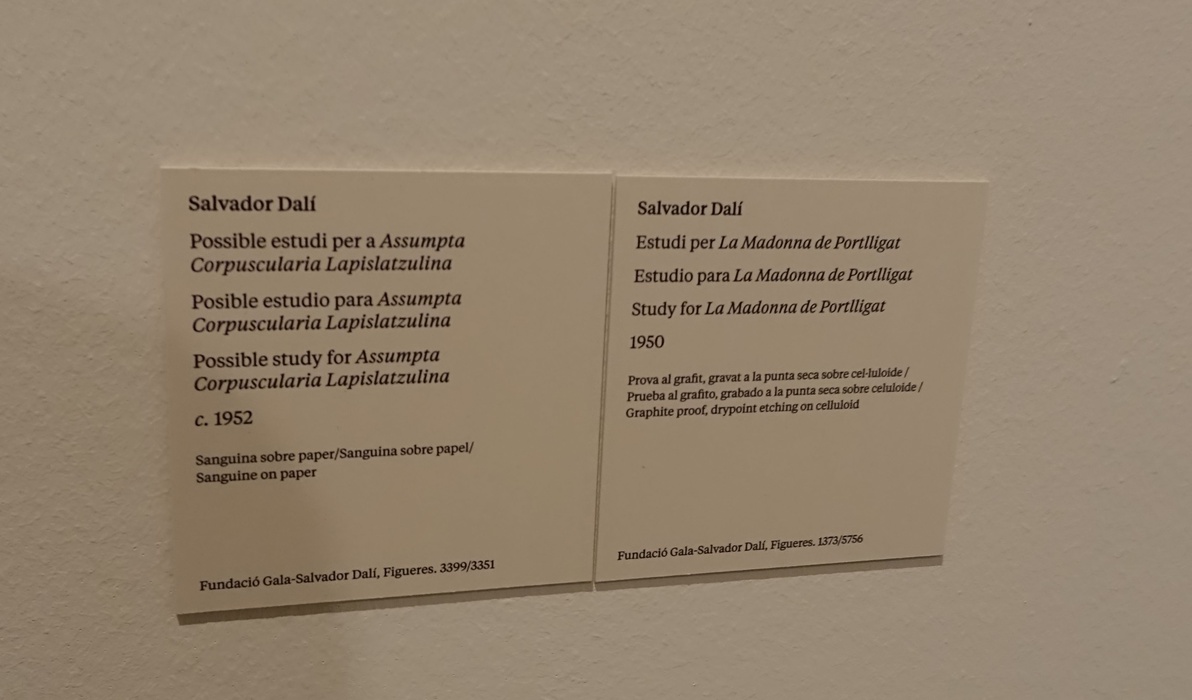 Salvador Dalí
Possible estudi per a Assumpta
Corpuscularia Lapislatzulina
Posible estudio para Assumpta
Corpuscularia Lapislatzulina
Possible study for Assumpta
Corpuscularia Lapislatzulina
c. 1952
Sanguina sobre paper/Sanguina sobre papel/
Sanguine on paper
Fundació Gala-Salvador Dalí, Figueres. 3399/3351
Salvador Dalí
Estudi per La Madonna de Portlligat
Estudio para La Madonna de Portlligat
Study for La Madonna de Portlligat
1950
Prova al grafit, gravat a la punta seca sobre cel·luloide /
Prueba al grafito, grabado a la punta seca sobre celuloide /
Graphite proof, drypoint etching on celluloid
Fundació Gala-Salvador Dalí, Figueres. 1373/5756